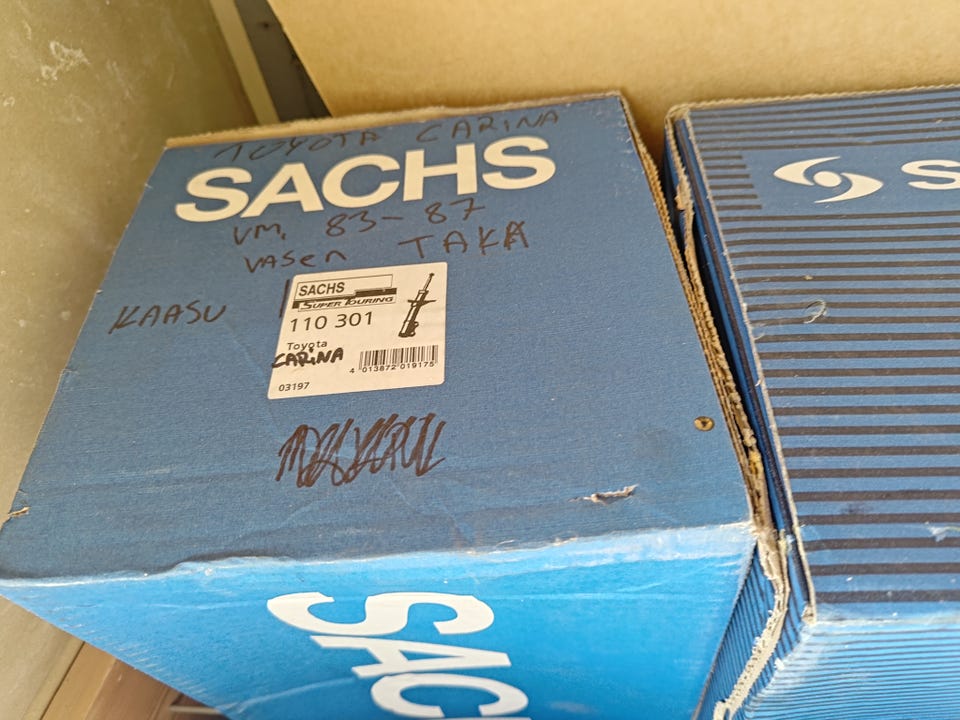 TOYOTA CARINA
SACHS
VM. 83-87
VASEN TAKA
KAASU
SACHS
SUPER TOURING
110 301
Toyota
CARINA
4 013872 019175
03197
SAC
S